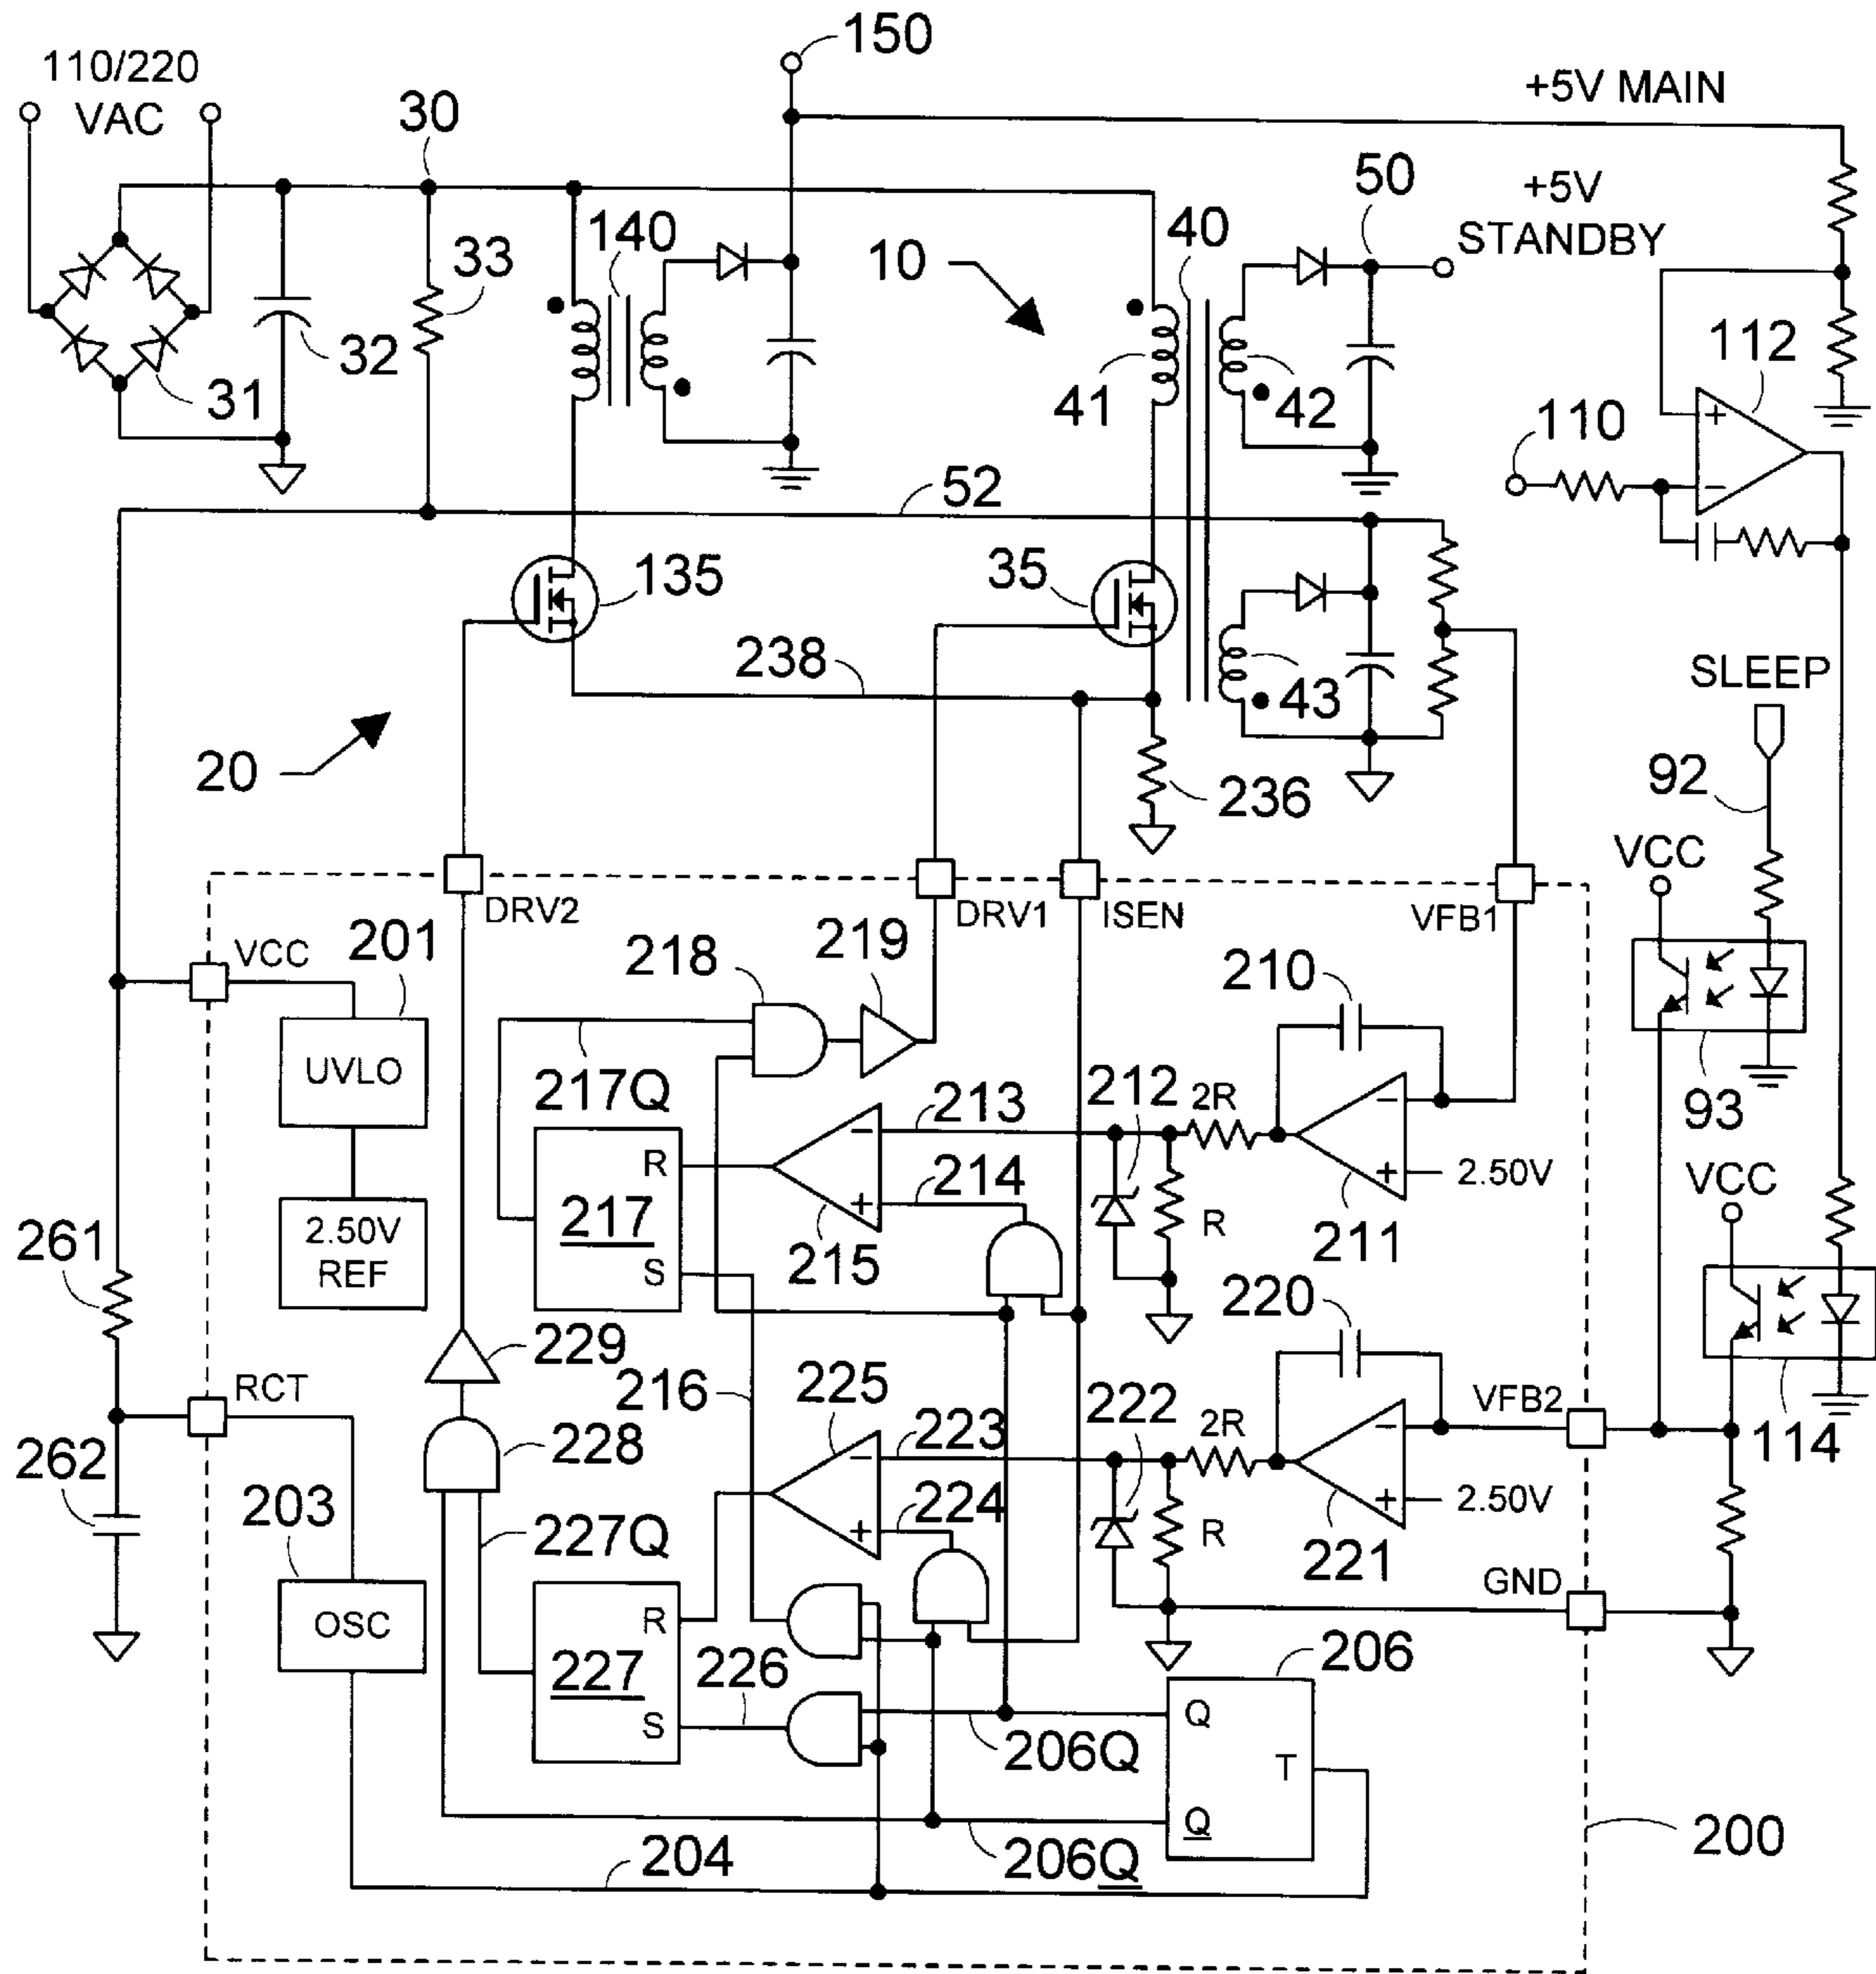 150
110/220
VAC
+5V MAIN
30
50
+5V
STANDBY
140
40
33
10
112
32
31
41
42
110
+
−
52
135
35
238
43
SLEEP
20
236
92
VCC
DRV2
DRV1
ISEN
VFB1
VCC
201
218
219
210
UVLO
217Q
213
212
2R
−
93
R
−
214
+
2.50V
VCC
2.50V
REF
217
+
R
211
261
S
215
220
229
RCT
216
225
222
2R
−
VFB2
114
228
−
223
262
203
224
+
2.50V
227Q
+
R
221
GND
OSC
R
227
226
206
S
Q
206Q
T
Q
204
206Q
200